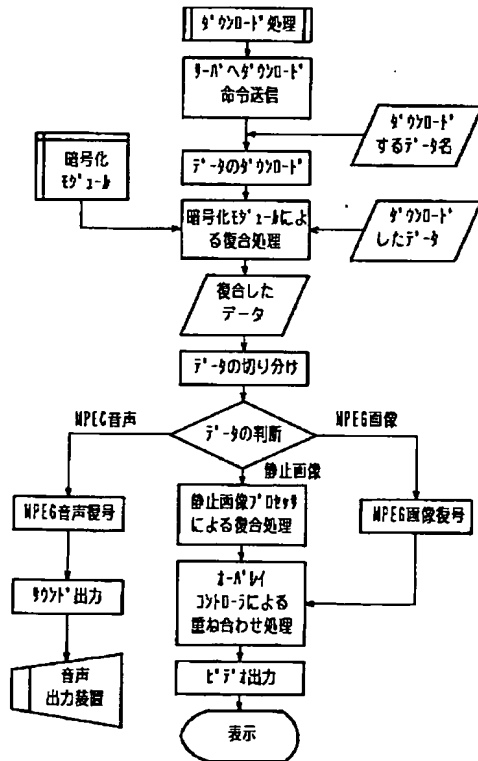 ﾀﾞｳﾝﾛｰﾄﾞ処理
ｻｰﾊﾞへﾀﾞｳﾝﾛｰﾄﾞ
命令送信
ﾀﾞｳﾝﾛｰﾄﾞ
するﾃﾞｰﾀ名
暗号化
ﾓｼﾞｭｰﾙ
ﾃﾞｰﾀのﾀﾞｳﾝﾛｰﾄﾞ
暗号化ﾓｼﾞｭｰﾙによ
る復合処理
ﾀﾞｳﾝﾛｰﾄﾞ
したﾃﾞｰﾀ
復合した
ﾃﾞｰﾀ
ﾃﾞｰﾀの切り分け
MPEG音声
ﾃﾞｰﾀの判断
MPEG画像
静止画像
MPEG音声復号
静止画像ﾌﾟﾛｾｯｻ
による復合処理
MPEG画像復号
ｻｳﾝﾄﾞ出力
ｵｰﾊﾞﾚｲ
ｺﾝﾄﾛｰﾗによる
重ね合わせ処理
音声
出力装置
ﾋﾞﾃﾞｵ出力
表示